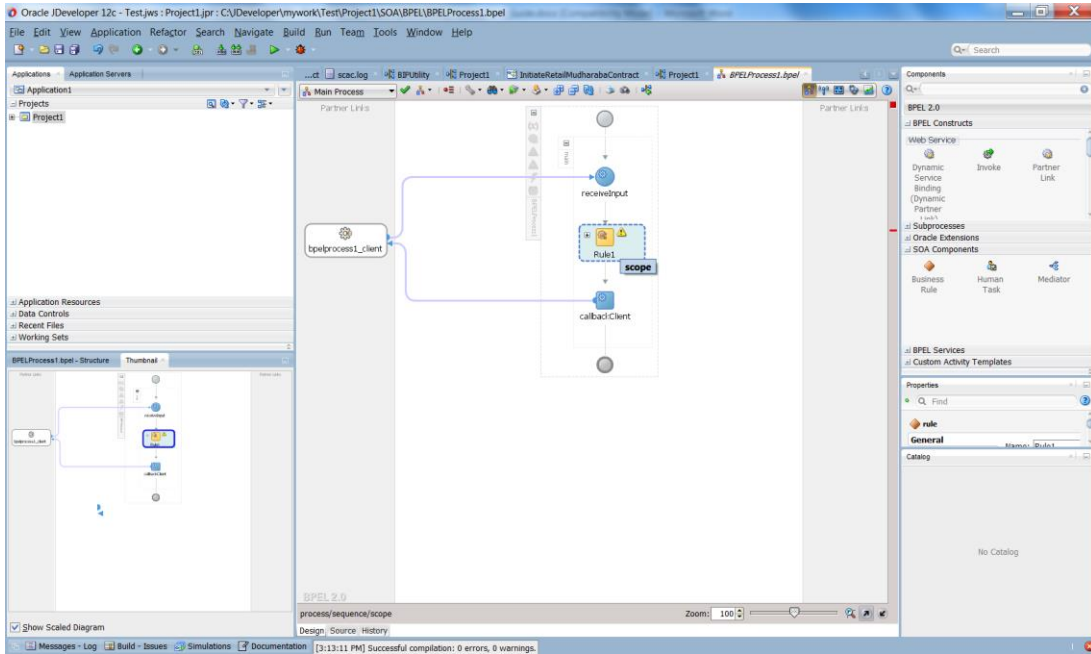 Oracle JDeveloper 12c - Test.jws : Project1.jpr : C:\JDeveloper\mywork\Test\Project1\SOA\BPEL\BPELProcess1.bpel
File Edit View Application Refactor Search Navigate Build Run Team Tools Window Help
Search
Applications Application Servers
Application1
Projects
Project1
Application Resources
Data Controls
Recent Files
Working Sets
BPELProcess1.bpel - Structure Thumbnail
Show Scaled Diagram
...ct scac.log BIPUtility Project1 InitiateRetailMudharabaContract Project1 BPELProcess1.bpel
Main Process
Partner Links
Partner Links
main
BPELProcess1
receiveInput
bpelprocess1_client
Rule1
scope
callbackClient
BPEL 2.0
process/sequence/scope
Zoom: 100
Design Source History
Components
BPEL 2.0
BPEL Constructs
Web Service
Dynamic Service Binding (Dynamic Partner Link)
Invoke
Partner Link
Subprocesses
Oracle Extensions
SOA Components
Business Rule
Human Task
Mediator
BPEL Services
Custom Activity Templates
Properties
Find
rule
General
Name: Rule1
Catalog
No Catalog
Messages - Log Build - Issues Simulations Documentation [3:13:11 PM] Successful compilation: 0 errors, 0 warnings.